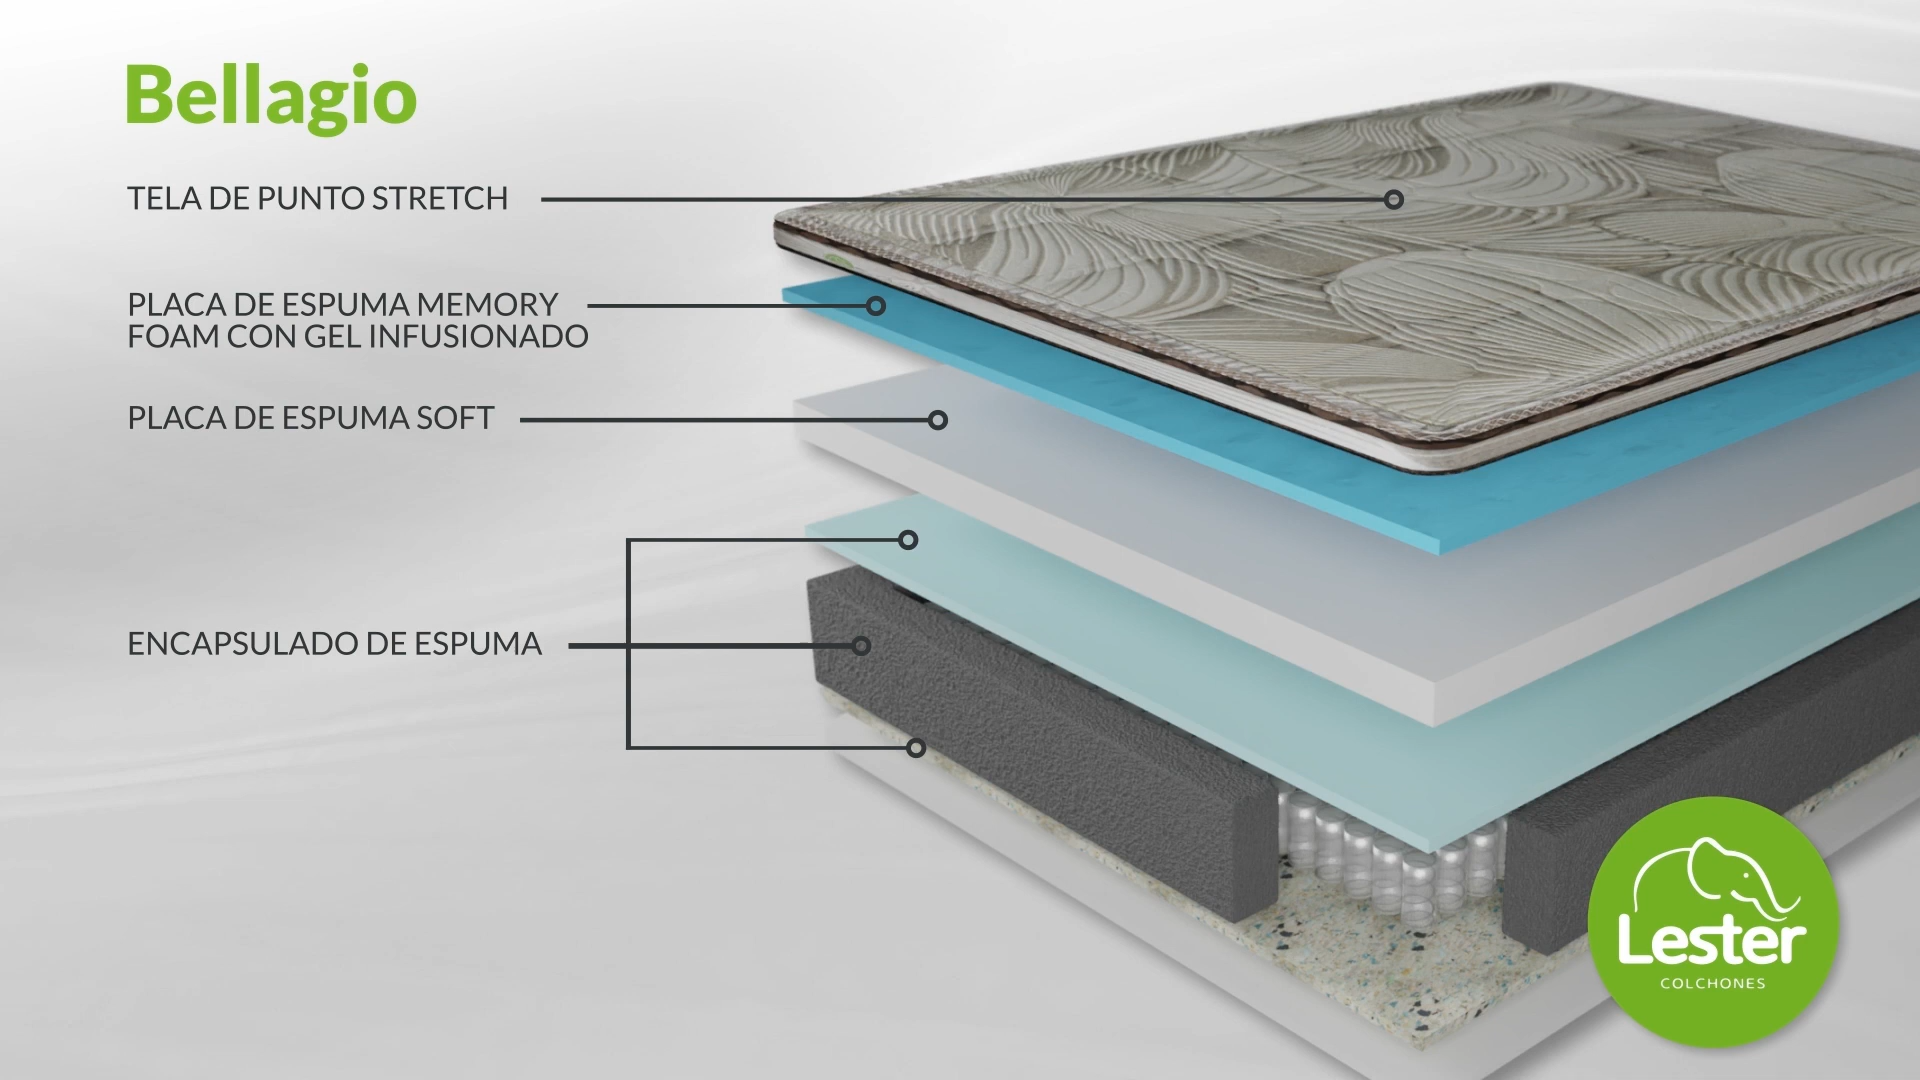 Bellagio
TELA DE PUNTO STRETCH
PLACA DE ESPUMA MEMORY
FOAM CON GEL INFUSIONADO
PLACA DE ESPUMA SOFT
ENCAPSULADO DE ESPUMA
Lester
COLCHONES